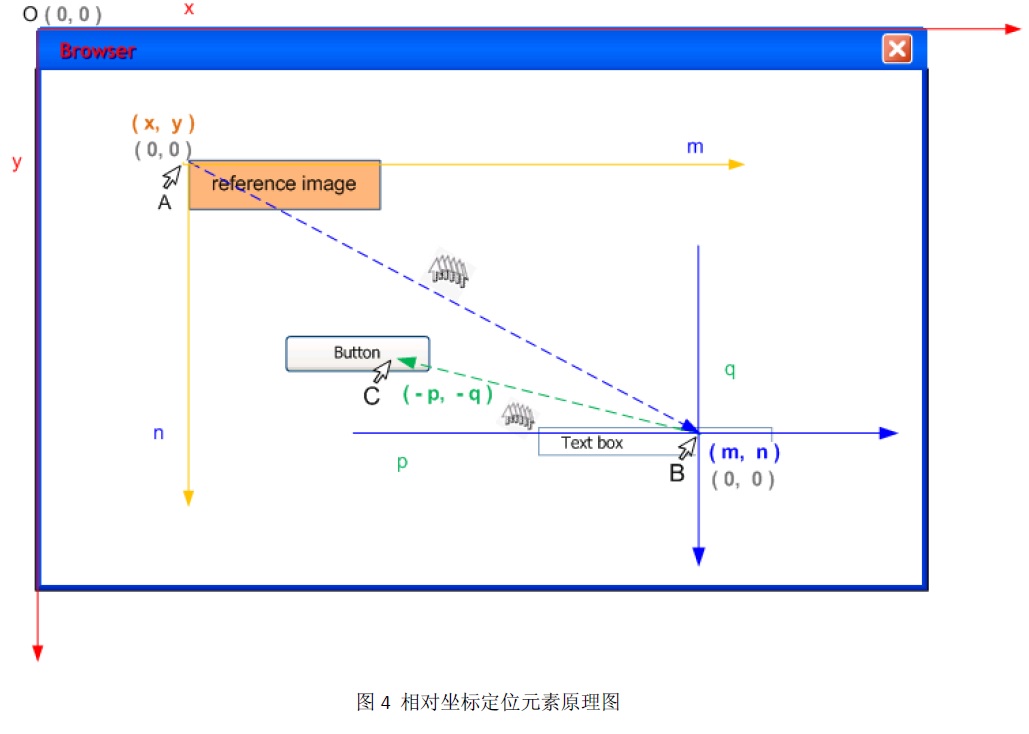 O ( 0, 0 )
x
Browser
( x, y )
( 0, 0 )
y
m
reference image
A
Button
q
C
( - p, - q )
n
Text box
( m, n )
p
B
( 0, 0 )
图 4 相对坐标定位元素原理图